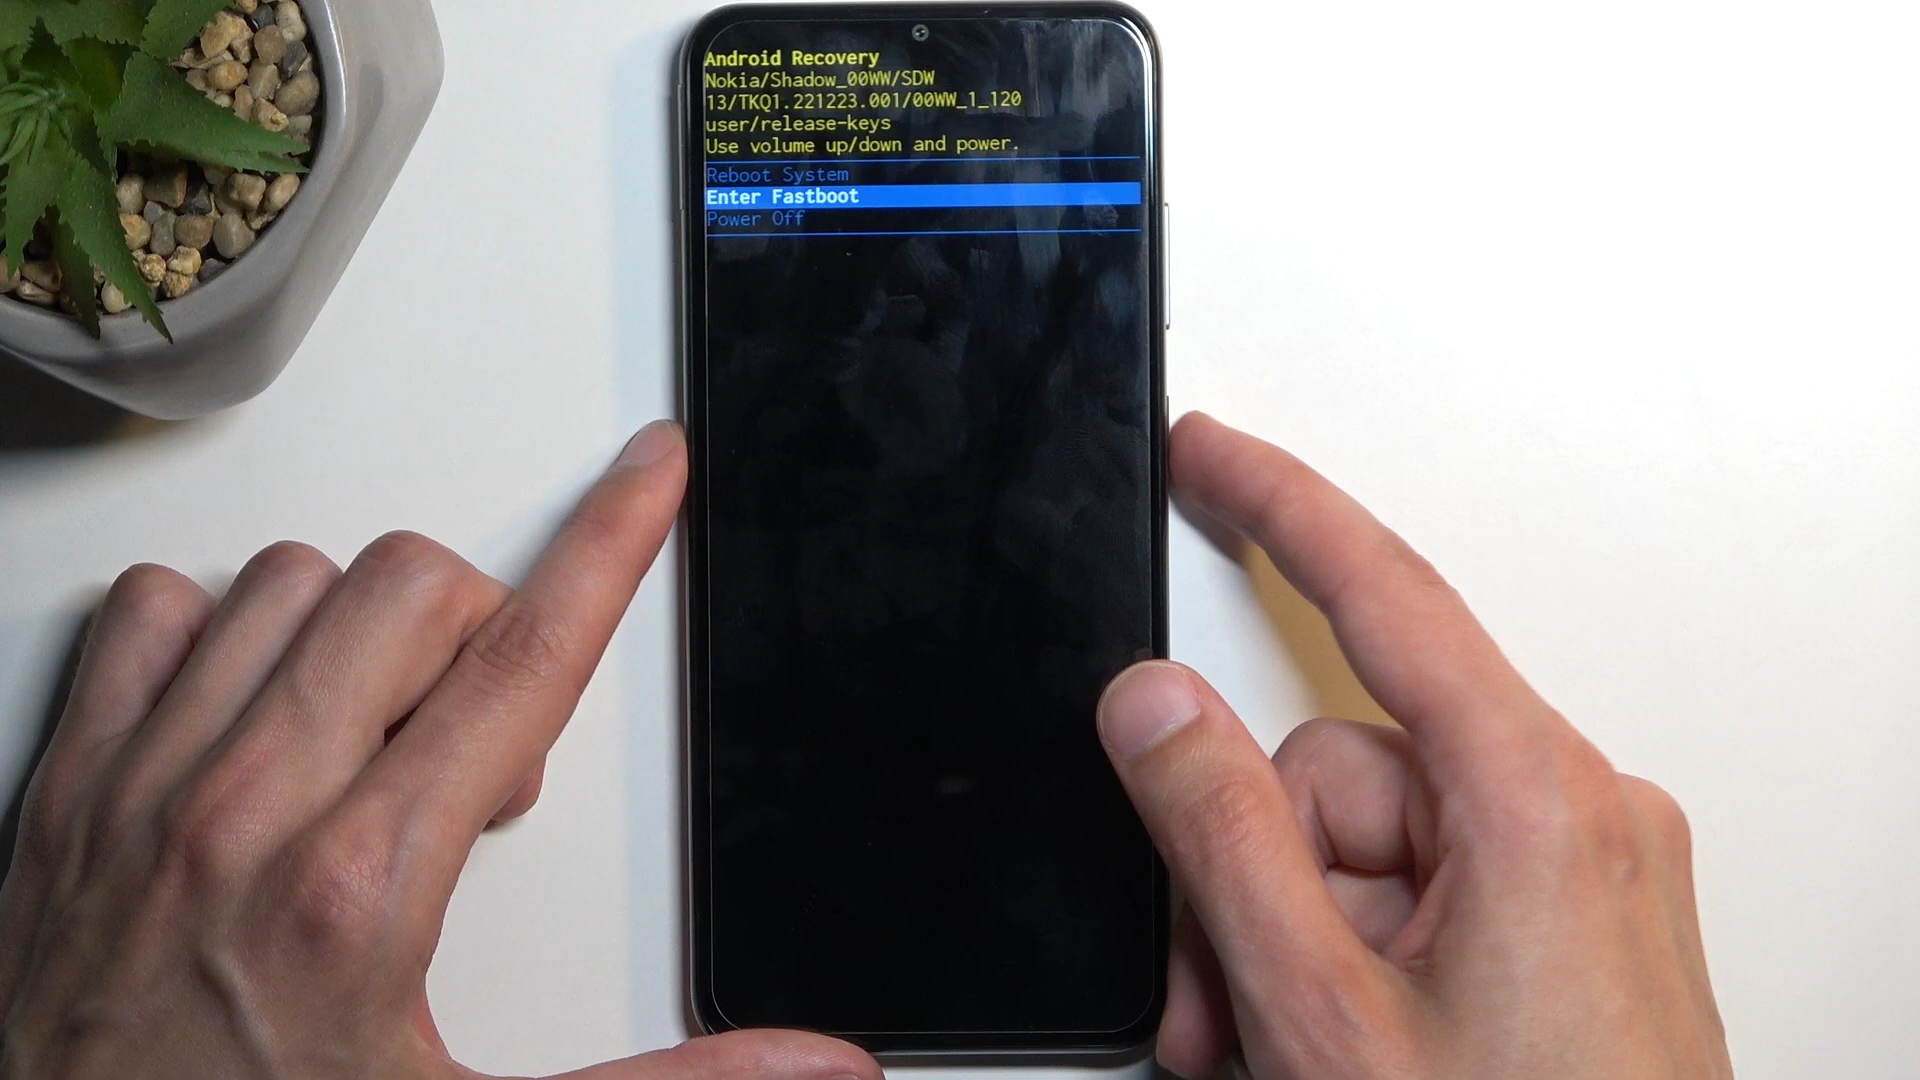 Android Recovery
Nokia/Shadow_00WW/SDW
13/TKQ1.221223.001/00WW_1_120
user/release-keys
Use volume up/down and power.
Reboot System
Enter Fastboot
Power Off